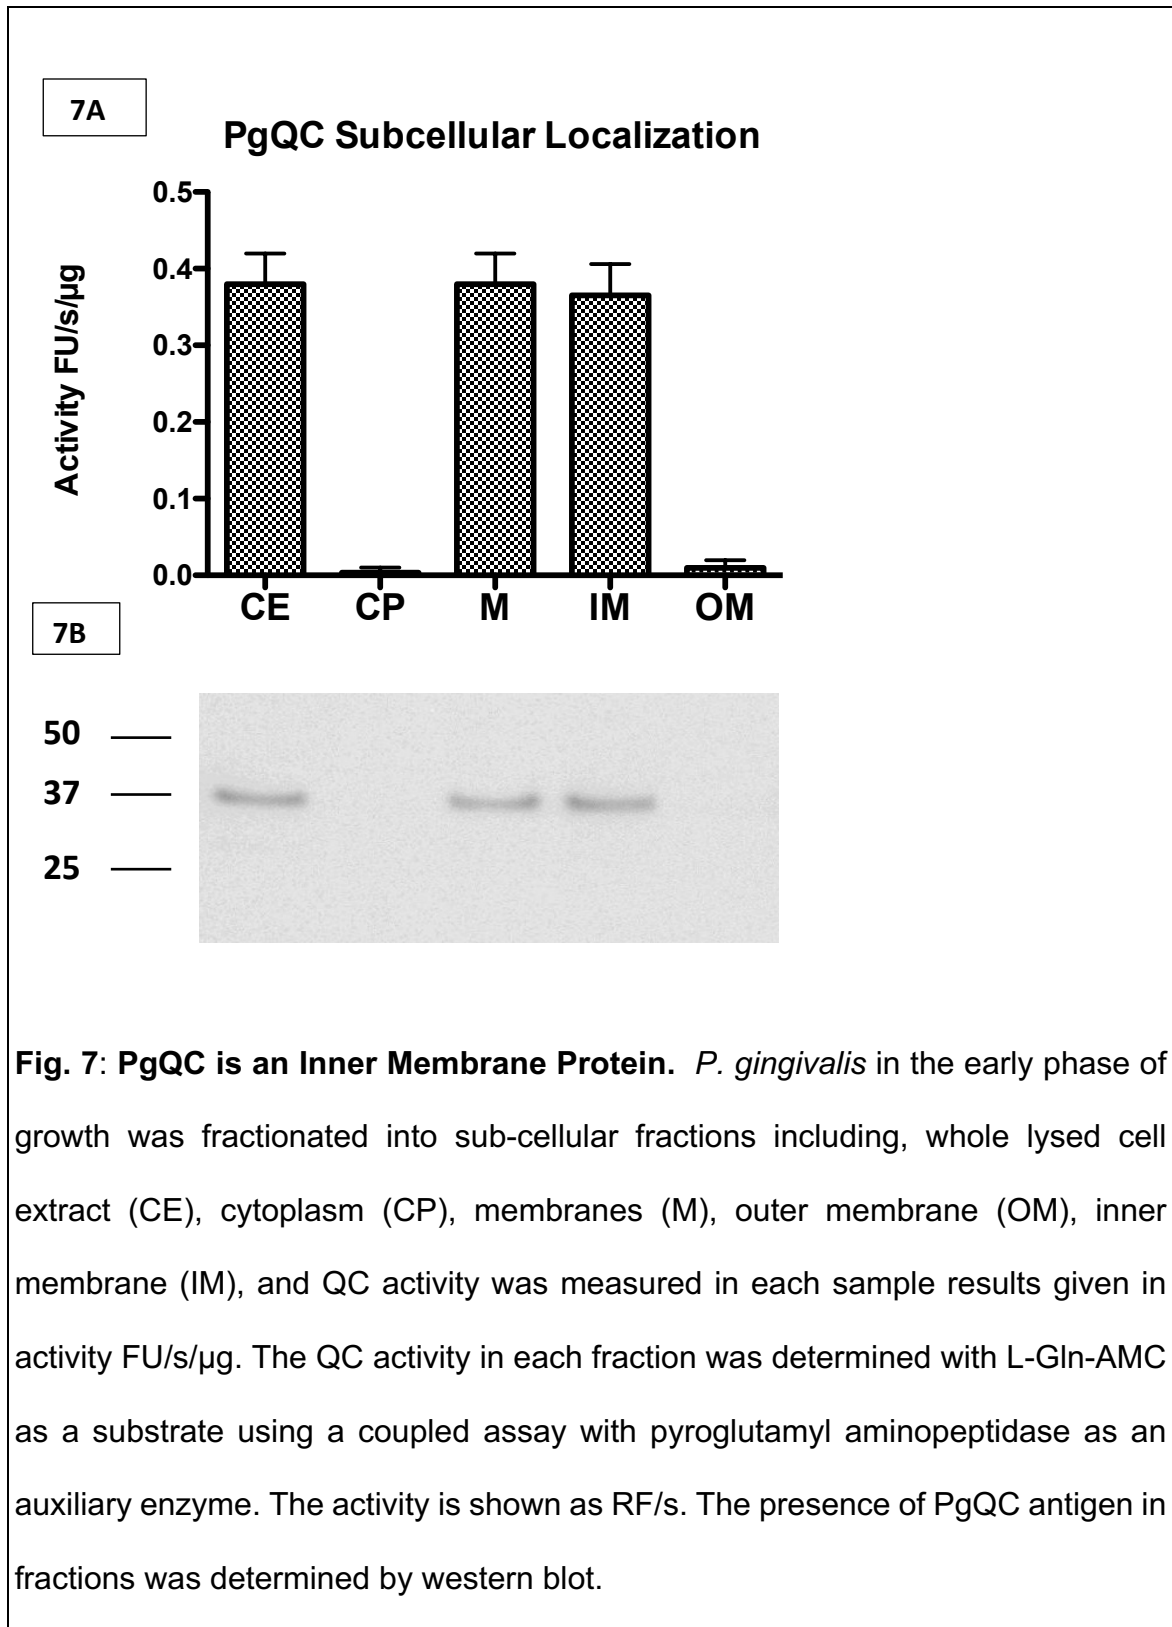 7A
PgQC Subcellular Localization
Activity FU/s/µg
0.5
0.4
0.3
0.2
0.1
0.0
CE CP M IM OM
7B
50
37
25
Fig. 7: PgQC is an Inner Membrane Protein. P. gingivalis in the early phase of
growth was fractionated into sub-cellular fractions including, whole lysed cell
extract (CE), cytoplasm (CP), membranes (M), outer membrane (OM), inner
membrane (IM), and QC activity was measured in each sample results given in
activity FU/s/µg. The QC activity in each fraction was determined with L-Gln-AMC
as a substrate using a coupled assay with pyroglutamyl aminopeptidase as an
auxiliary enzyme. The activity is shown as RF/s. The presence of PgQC antigen in
fractions was determined by western blot.